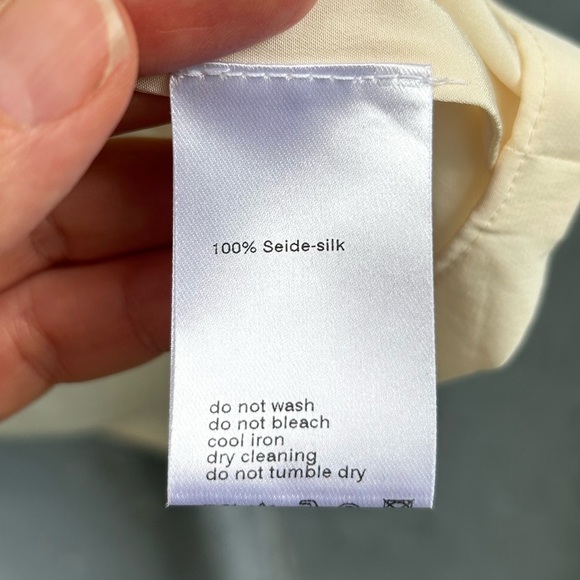 100% Seide-silk
do not wash
do not bleach
cool iron
dry cleaning
do not tumble dry